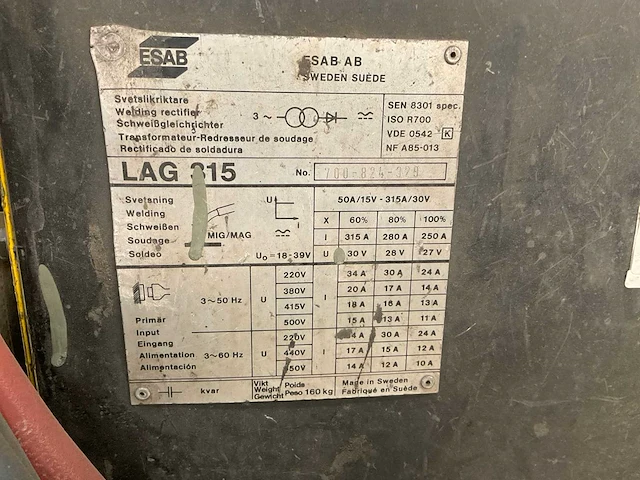 ESAB
ESAB AB
SWEDEN SUÈDE
Svetslikriktare
Welding rectifier
Schweißgleichrichter
Transformateur-Redresseur de soudage
Rectificado de soldadura
3~
SEN 8301 spec.
ISO R700
VDE 0542 K
NF A85-013
LAG 315
No. 700-824-329
Svetsning
Welding
Schweißen
Soudage
Soldeo
MIG/MAG
U
I
U₀=18-39V
50A/15V - 315A/30V
X 60% 80% 100%
I 315 A 280 A 250 A
U 30 V 28 V 27 V
3~50 Hz U I
220V 34 A 30 A 24 A
380V 20 A 17 A 14 A
415V 18 A 16 A 13 A
500V 15 A 13 A 11 A
Primär
Input
Eingang
Alimentation
Alimentación
3~60 Hz U I
220V 30 A 24 A
440V 17 A 15 A 12 A
550V 14 A 12 A 10 A
kvar
Vikt Poids
Weight Peso 160 kg
Gewicht
Made in Sweden
Fabriqué en Suède